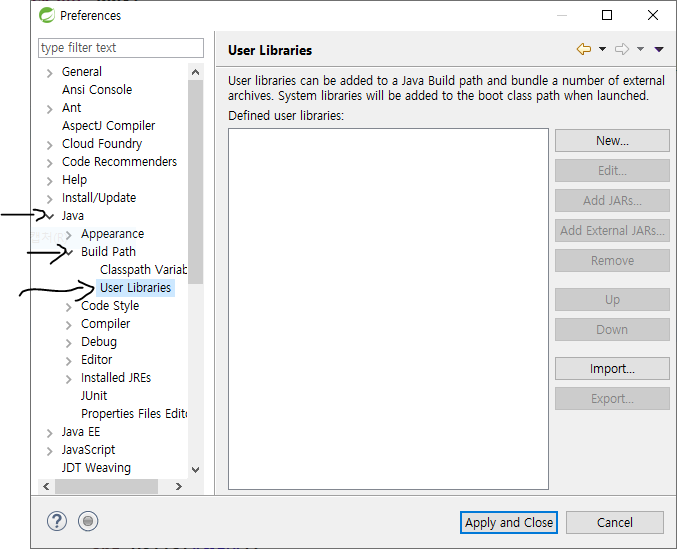 Preferences
type filter text
General
Ansi Console
Ant
AspectJ Compiler
Cloud Foundry
Code Recommenders
Help
Install/Update
Java
Appearance
Build Path
Classpath Variab
User Libraries
Code Style
Compiler
Debug
Editor
Installed JREs
JUnit
Properties Files Edito
Java EE
JavaScript
JDT Weaving
User Libraries
User libraries can be added to a Java Build path and bundle a number of external
archives. System libraries will be added to the boot class path when launched.
Defined user libraries:
New...
Edit...
Add JARs...
Add External JARs...
Remove
Up
Down
Import...
Export...
?
Apply and Close
Cancel